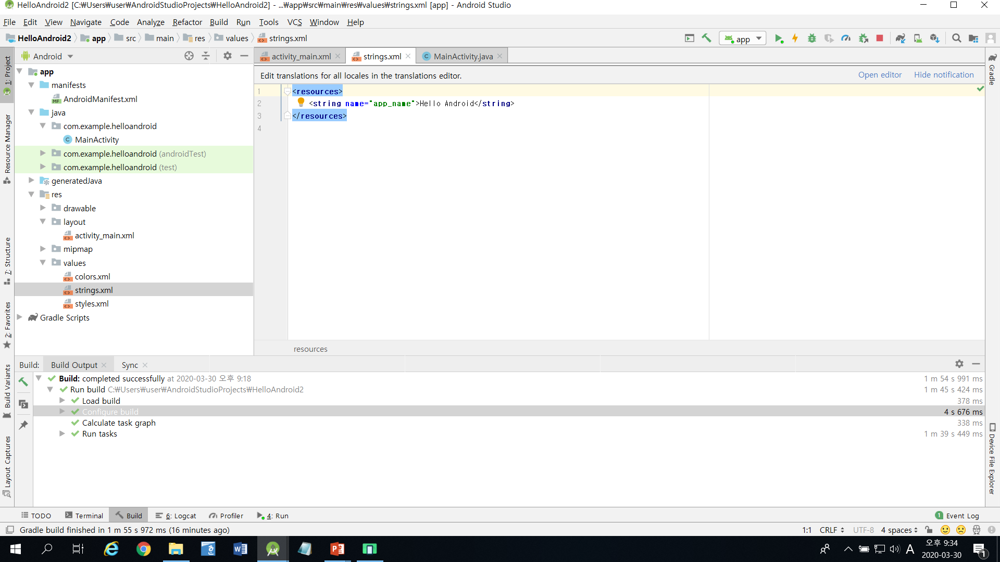 HelloAndroid2 [C:₩Users₩user₩AndroidStudioProjects₩HelloAndroid2] - ...₩app₩src₩main₩res₩values₩strings.xml [app] - Android Studio
File Edit View Navigate Code Analyze Refactor Build Run Tools VCS Window Help
HelloAndroid2 app src main res values strings.xml
app
Android
activity_main.xml
strings.xml
MainActivity.java
1: Project
Resource Manager
7: Structure
2: Favorites
Build Variants
Layout Captures
app
manifests
AndroidManifest.xml
java
com.example.helloandroid
MainActivity
com.example.helloandroid (androidTest)
com.example.helloandroid (test)
generatedJava
res
drawable
layout
activity_main.xml
mipmap
values
colors.xml
strings.xml
styles.xml
Gradle Scripts
Edit translations for all locales in the translations editor. Open editor Hide notification
1 <resources>
2 <string name="app_name">Hello Android</string>
3 </resources>
4
resources
Gradle
Device File Explorer
Build: Build Output Sync
Build: completed successfully at 2020-03-30 오후 9:18 1 m 54 s 991 ms
Run build C:₩Users₩user₩AndroidStudioProjects₩HelloAndroid2 1 m 45 s 424 ms
Load build 378 ms
Configure build 4 s 676 ms
Calculate task graph 338 ms
Run tasks 1 m 39 s 449 ms
TODO Terminal Build 6: Logcat Profiler 4: Run 1 Event Log
Gradle build finished in 1 m 55 s 972 ms (16 minutes ago) 1:1 CRLF UTF-8 4 spaces
A
오후 9:34
2020-03-30
1